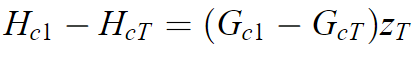 H_{c1} − H_{cT} = (G_{c1} − G_{cT})z_T